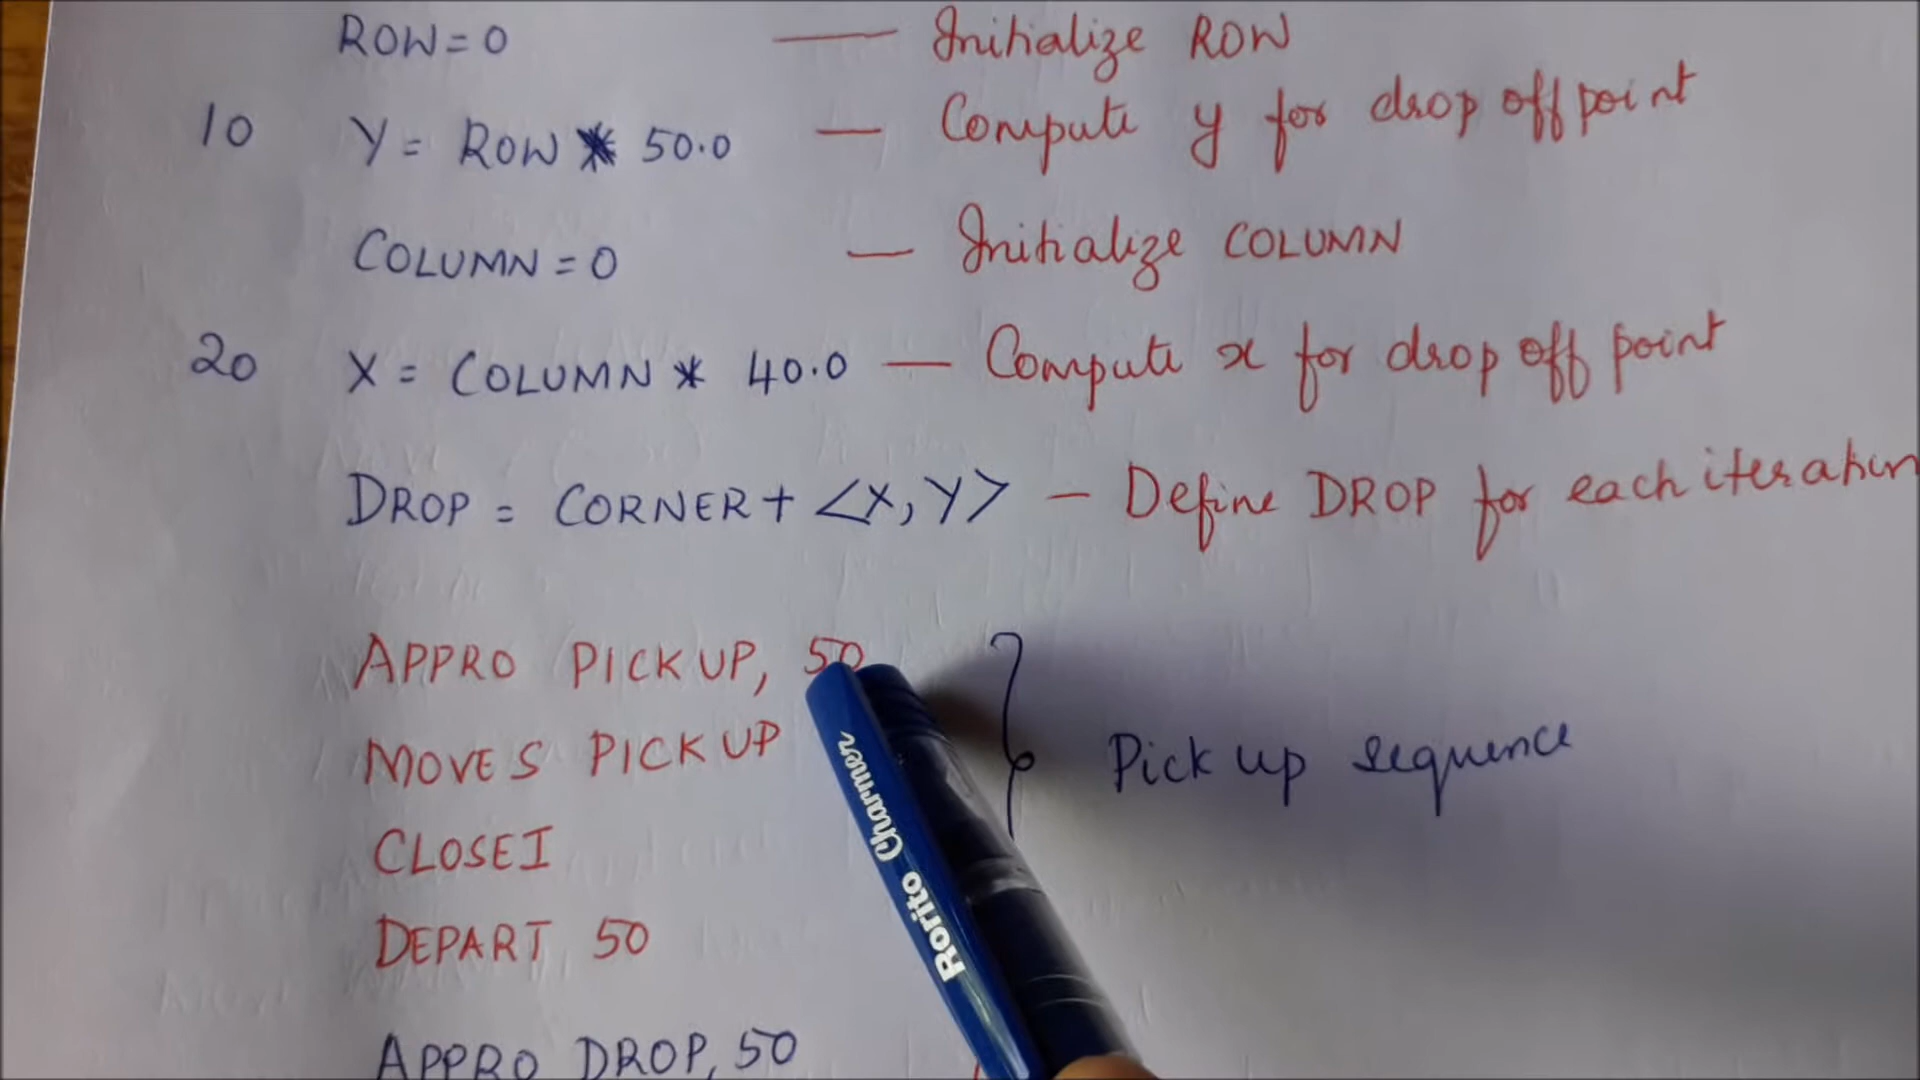 ROW = 0 — Initialize ROW
10 Y = ROW * 50.0 — Compute y for drop off point
COLUMN = 0 — Initialize COLUMN
20 X = COLUMN * 40.0 — Compute x for drop off point
DROP = CORNER + <X, Y> — Define DROP for each iteration
APPRO PICKUP, 50
MOVES PICKUP
Pick up sequence
CLOSEI
DEPART 50
APPRO DROP, 50
Rorito Charmer